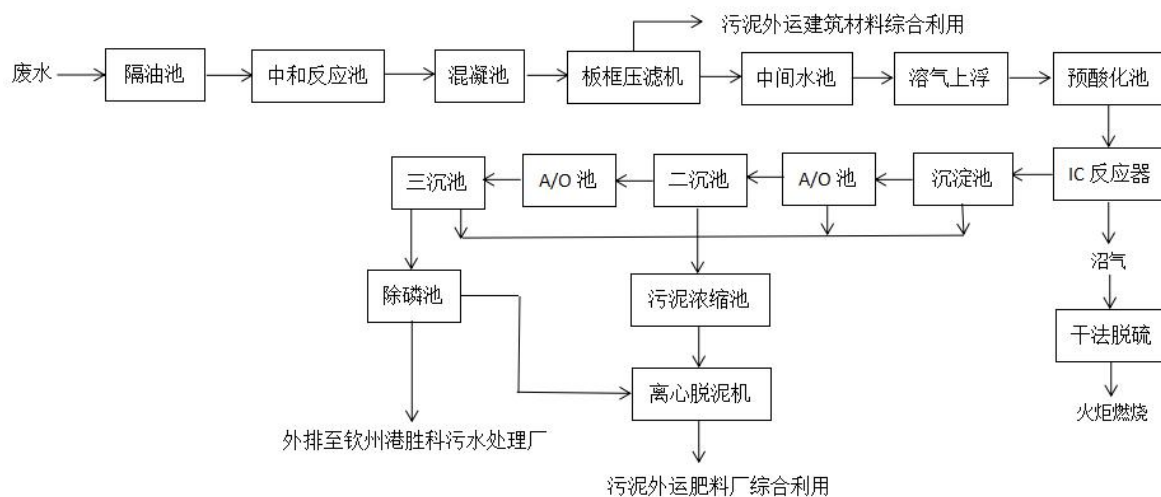 污泥外运建筑材料综合利用
废水
隔油池
中和反应池
混凝池
板框压滤机
中间水池
溶气上浮
预酸化池
三沉池
A/O 池
二沉池
A/O 池
沉淀池
IC 反应器
沼气
除磷池
污泥浓缩池
干法脱硫
离心脱泥机
火炬燃烧
外排至钦州港胜科污水处理厂
污泥外运肥料厂综合利用